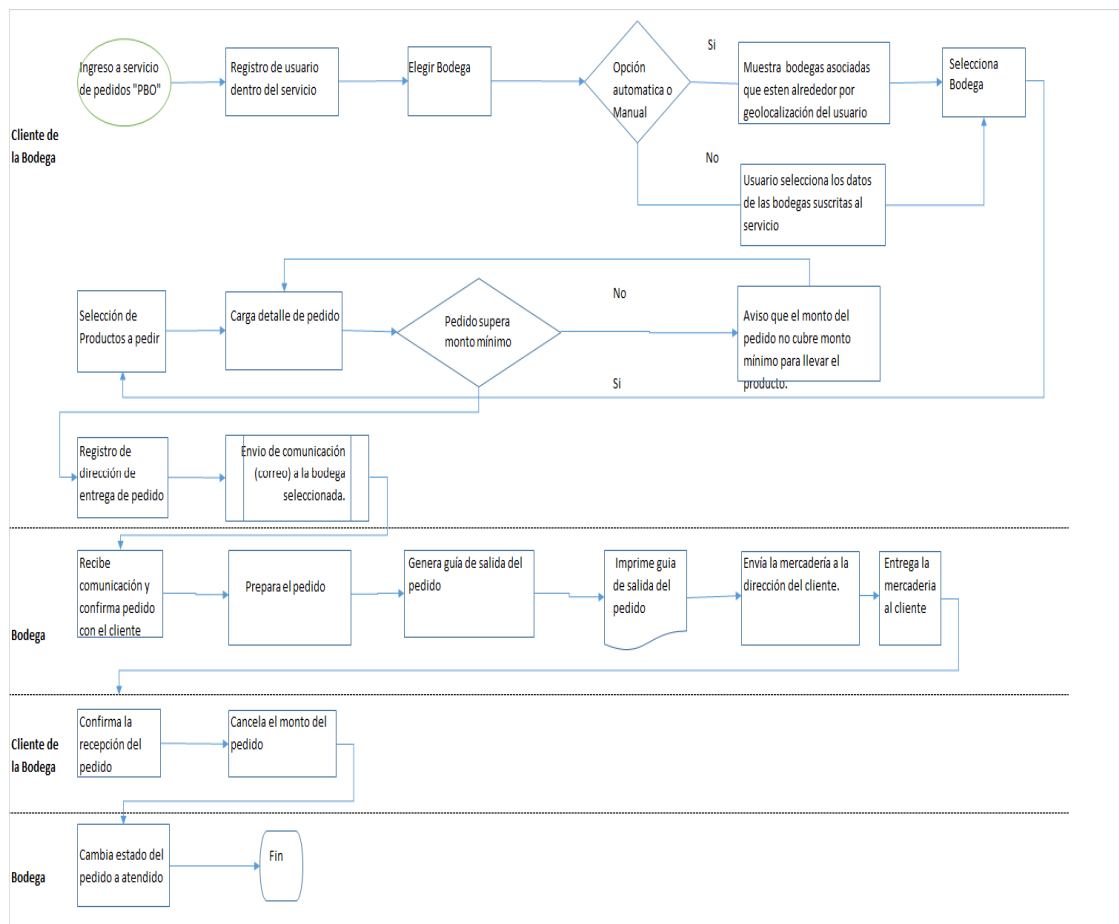 Ingreso a servicio
de pedidos "PBO"
Registro de usuario
dentro del servicio
Elegir Bodega
Opción
automatica o
Manual
Si
Muestra bodegas asociadas
que esten alrededor por
geolocalización del usuario
Selecciona
Bodega
Cliente de
la Bodega
No
Usuario selecciona los datos
de las bodegas suscritas al
servicio
Selección de
Productos a pedir
Carga detalle de pedido
Pedido supera
monto mínimo
No
Si
Aviso que el monto del
pedido no cubre monto
mínimo para llevar el
producto.
Registro de
dirección de
entrega de pedido
Envio de comunicación
(correo) a la bodega
seleccionada.
Bodega
Recibe
comunicación y
confirma pedido
con el cliente
Prepara el pedido
Genera guía de salida del
pedido
Imprime guia
de salida del
pedido
Envía la mercadería a la
dirección del cliente.
Entrega la
mercaderia
al cliente
Cliente de
la Bodega
Confirma la
recepción del
pedido
Cancela el monto del
pedido
Bodega
Cambia estado del
pedido a atendido
Fin